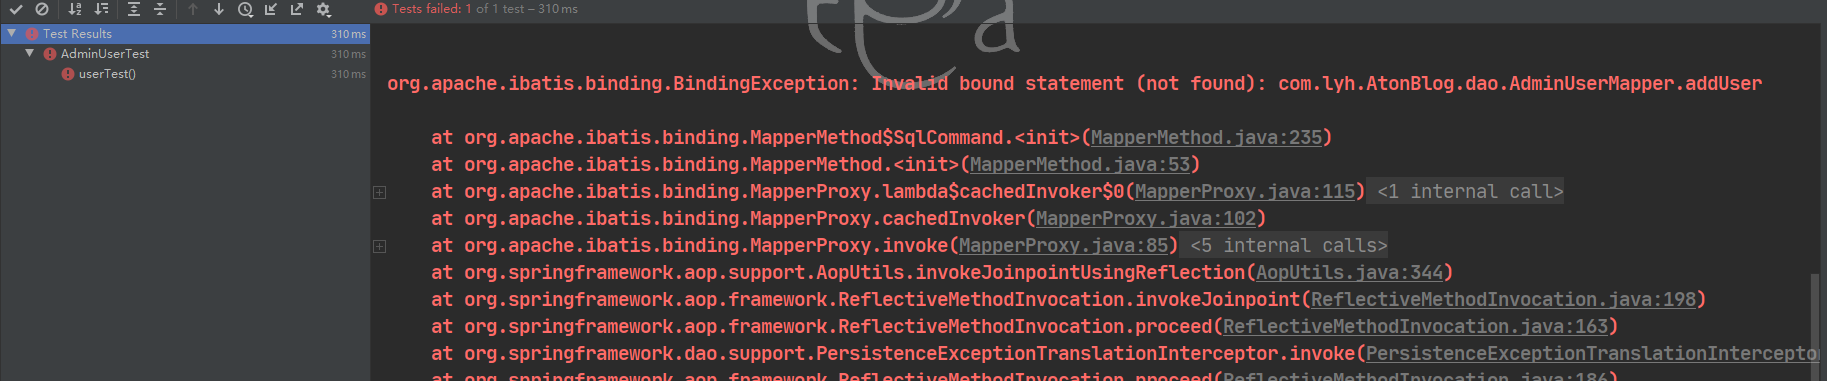 Tests failed: 1 of 1 test – 310 ms
Test Results 310 ms
AdminUserTest 310 ms
userTest() 310 ms
org.apache.ibatis.binding.BindingException: Invalid bound statement (not found): com.lyh.AtonBlog.dao.AdminUserMapper.addUser
at org.apache.ibatis.binding.MapperMethod$SqlCommand.<init>(MapperMethod.java:235)
at org.apache.ibatis.binding.MapperMethod.<init>(MapperMethod.java:53)
at org.apache.ibatis.binding.MapperProxy.lambda$cachedInvoker$0(MapperProxy.java:115) <1 internal call>
at org.apache.ibatis.binding.MapperProxy.cachedInvoker(MapperProxy.java:102)
at org.apache.ibatis.binding.MapperProxy.invoke(MapperProxy.java:85) <5 internal calls>
at org.springframework.aop.support.AopUtils.invokeJoinpointUsingReflection(AopUtils.java:344)
at org.springframework.aop.framework.ReflectiveMethodInvocation.invokeJoinpoint(ReflectiveMethodInvocation.java:198)
at org.springframework.aop.framework.ReflectiveMethodInvocation.proceed(ReflectiveMethodInvocation.java:163)
at org.springframework.dao.support.PersistenceExceptionTranslationInterceptor.invoke(PersistenceExceptionTranslationInterceptor
at org.springframework.aop.framework.ReflectiveMethodInvocation.proceed(ReflectiveMethodInvocation.java:186)